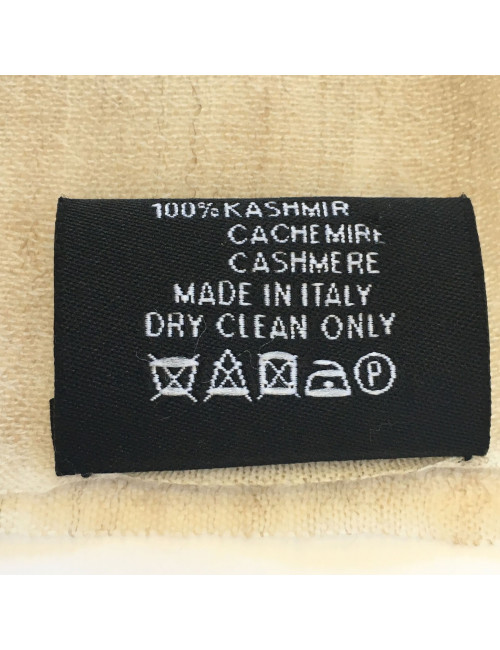 100% KASHMIR
CACHEMIRE
CASHMERE
MADE IN ITALY
DRY CLEAN ONLY
P